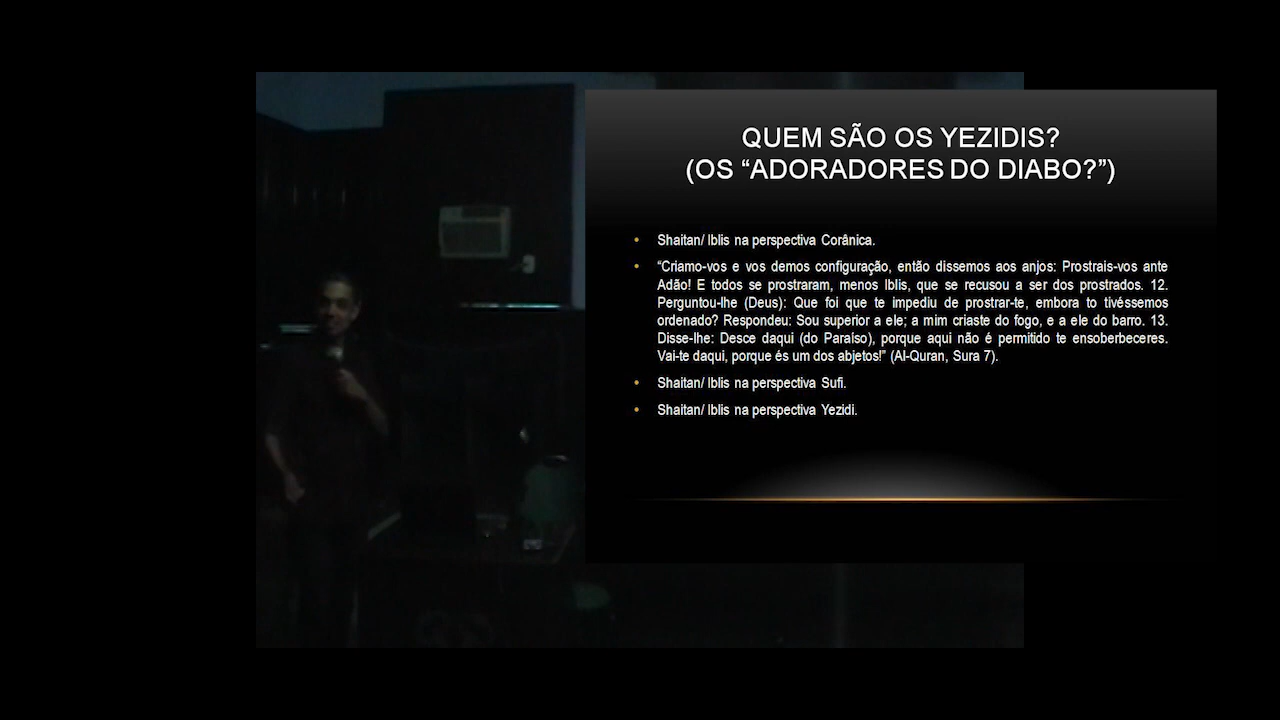 QUEM SÃO OS YEZIDIS?
(OS “ADORADORES DO DIABO?”)
• Shaitan/ Iblis na perspectiva Corânica.
• “Criamo-vos e vos demos configuração, então dissemos aos anjos: Prostrais-vos ante
Adão! E todos se prostraram, menos Iblis, que se recusou a ser dos prostrados. 12.
Perguntou-lhe (Deus): Que foi que te impediu de prostrar-te, embora to tivéssemos
ordenado? Respondeu: Sou superior a ele; a mim criaste do fogo, e a ele do barro. 13.
Disse-lhe: Desce daqui (do Paraíso), porque aqui não é permitido te ensoberbeceres.
Vai-te daqui, porque és um dos abjetos!” (Al-Quran, Sura 7).
• Shaitan/ Iblis na perspectiva Sufi.
• Shaitan/ Iblis na perspectiva Yezidi.